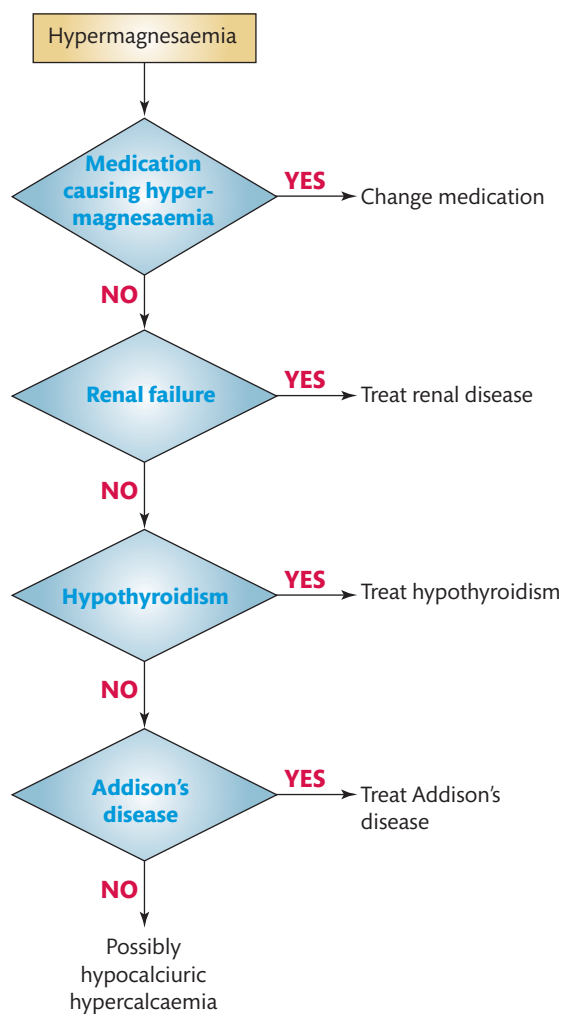 Hypermagnesaemia
Medication
causing hyper-
magnesaemia
YES
Change medication
NO
Renal failure
YES
Treat renal disease
NO
Hypothyroidism
YES
Treat hypothyroidism
NO
Addison's
disease
YES
Treat Addison's
disease
NO
Possibly
hypocalciuric
hypercalcaemia